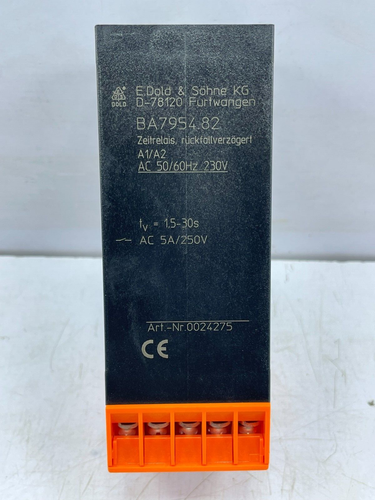 DOLD
E.Dold & Söhne KG
D-78120 Furtwangen
BA7954.82
Zeitrelais, rückfallverzögert
A1/A2
AC 50/60Hz 230V
tv = 1,5-30s
AC 5A/250V
Art.-Nr.0024275
CE